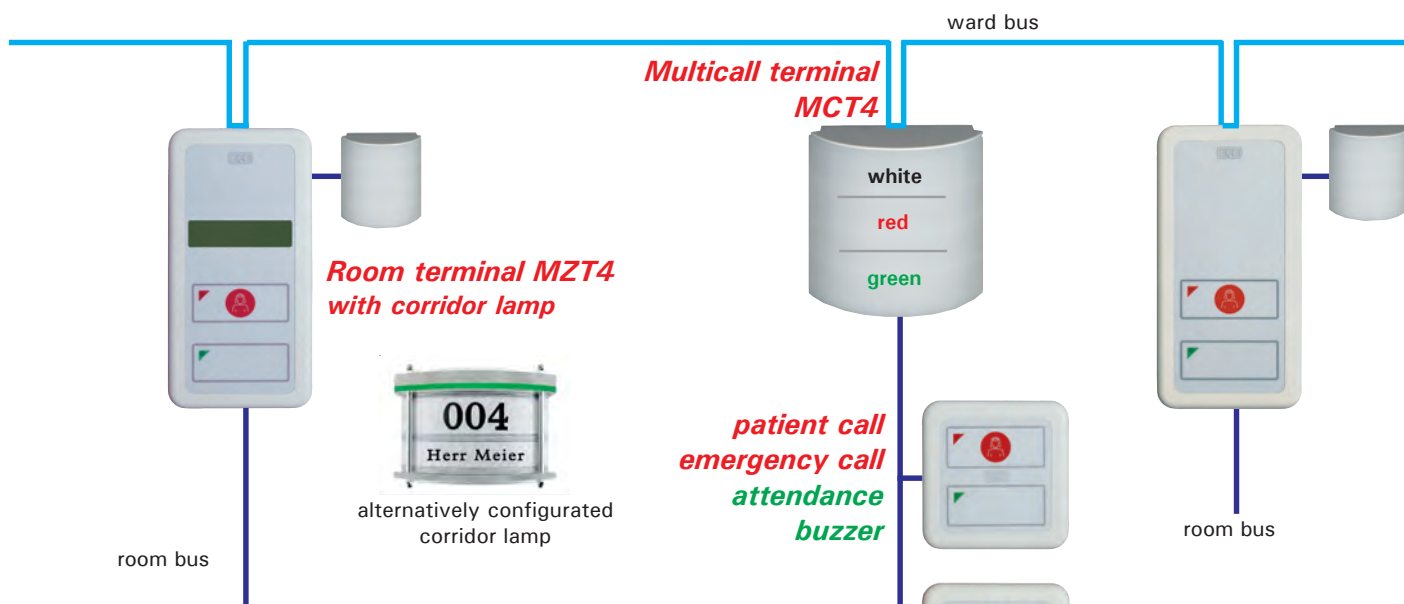 ward bus
Multicall terminal
MCT4
white
red
green
Room terminal MZT4
with corridor lamp
004
Herr Meier
alternatively configurated
corridor lamp
patient call
emergency call
attendance
buzzer
room bus
room bus